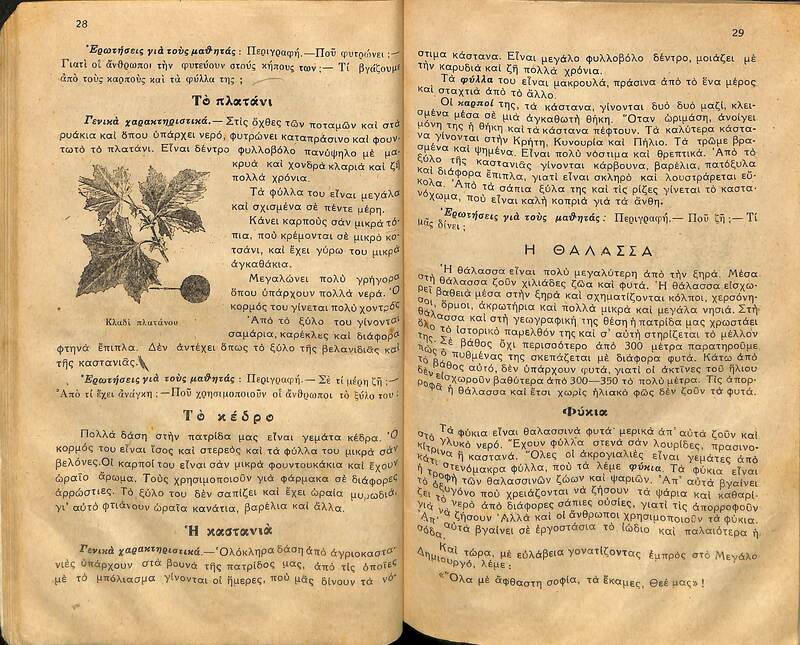 28
Ἐρωτήσεις γιὰ τοὺς μαθητάς : Περιγραφή.—Ποῦ φυτρώνει ;—
Γιατὶ οἱ ἄνθρωποι τὴν φυτεύουν στοὺς κήπους των ;— Τί βγάζουμε
ἀπὸ τοὺς καρποὺς καὶ τὰ φύλλα της ;
Τὸ πλατάνι
Γενικὰ χαρακτηριστικά.— Στὶς ὄχθες τῶν ποταμῶν καὶ στὰ
ρυάκια καὶ ὅπου ὑπάρχει νερό, φυτρώνει καταπράσινο καὶ φουν-
τωτὸ τὸ πλατάνι. Εἶναι δέντρο φυλλοβόλο πανύψηλο μὲ μα-
κρυά καὶ χονδρὰ κλαριὰ καὶ ζῆ
πολλὰ χρόνια.
Τὰ φύλλα του εἶναι μεγάλα
καὶ σχισμένα σὲ πέντε μέρη.
Κάνει καρποὺς σὰν μικρὰ τό-
πια, ποὺ κρέμονται σὲ μικρὸ κο-
τσάνι, καὶ ἔχει γύρω του μικρὰ
ἀγκαθάκια.
Μεγαλώνει πολὺ γρήγορα
ὅπου ὑπάρχουν πολλὰ νερά. Ὁ
κορμός του γίνεται πολὺ χοντρός
Ἀπὸ τὸ ξύλο του γίνονται
σαμάρια, καρέκλες καὶ διάφορα
Κλαδὶ πλατάνου
φτηνὰ ἔπιπλα. Δὲν ἀντέχει ὅπως τὸ ξύλο τῆς βελανιδιᾶς καὶ
τῆς καστανιᾶς.
Ἐρωτήσεις γιὰ τοὺς μαθητάς : Περιγραφή.— Σὲ τί μέρη ζῆ ;—
Ἀπὸ τί ἔχει ἀνάγκη ;—Ποῦ χρησιμοποιοῦν οἱ ἄνθρωποι τὸ ξύλο του ;
Τὸ κέδρο
Πολλὰ δάση στὴν πατρίδα μας εἶναι γεμάτα κέδρα. Ὁ
κορμός του εἶναι ἴσος καὶ στερεὸς καὶ τὰ φύλλα του μικρὰ σὰν
βελόνες. Οἱ καρποί του εἶναι σὰν μικρὰ φουντουκάκια καὶ ἔχουν
ὡραῖο ἄρωμα. Τοὺς χρησιμοποιοῦν γιὰ φάρμακα σὲ διάφορες
ἀρρώστιες. Τὸ ξύλο του δὲν σαπίζει καὶ ἔχει ὡραία μυρωδιά,
γι' αὐτὸ φτιάνουν ὡραῖα κανάτια, βαρέλια καὶ ἄλλα.
Ἡ καστανιὰ
Γενικὰ χαρακτηριστικά.—Ὁλόκληρα δάση ἀπὸ ἀγριοκαστα-
νιὲς ὑπάρχουν στὰ βουνὰ τῆς πατρίδος μας, ἀπὸ τὶς ὁποῖες
μὲ τὸ μπόλιασμα γίνονται οἱ ἥμερες, ποὺ μᾶς δίνουν τὰ νό-
29
στιμα κάστανα. Εἶναι μεγάλο φυλλοβόλο δέντρο, μοιάζει μὲ
τὴν καρυδιὰ καὶ ζῆ πολλὰ χρόνια.
Τὰ φύλλα του εἶναι μακρουλά, πράσινα ἀπὸ τὸ ἕνα μέρος
καὶ σταχτιὰ ἀπὸ τὸ ἄλλο.
Οἱ καρποί της, τὰ κάστανα, γίνονται δυὸ δυὸ μαζί, κλει-
σμένα μέσα σὲ μιὰ ἀγκαθωτὴ θήκη. Ὅταν ὡριμάση, ἀνοίγει
μόνη της ἡ θήκη καὶ τὰ κάστανα πέφτουν. Τὰ καλύτερα κάστα-
να γίνονται στὴν Κρήτη, Κυνουρία καὶ Πήλιο. Τὰ τρῶμε βρα-
σμένα καὶ ψημένα. Εἶναι πολὺ νόστιμα καὶ θρεπτικά. Ἀπὸ τὸ
ξύλο τῆς καστανιᾶς γίνονται κάρβουνα, βαρέλια, πατόξυλα
καὶ διάφορα ἔπιπλα, γιατὶ εἶναι σκληρὸ καὶ λουστράρεται εὔ-
κολα. Ἀπὸ τὰ σάπια ξύλα της καὶ τὶς ρίζες γίνεται τὸ καστα-
νόχωμα, ποὺ εἶναι καλὴ κοπριὰ γιὰ τὰ ἄνθη.
Ἐρωτήσεις γιὰ τοὺς μαθητάς : Περιγραφή.— Ποῦ ζῆ ;— Τί
μᾶς δίνει ;
Η ΘΑΛΑΣΣΑ
Ἡ θάλασσα εἶναι πολὺ μεγαλύτερη ἀπὸ τὴν ξηρά. Μέσα
στὴ θάλασσα ζοῦν χιλιάδες ζῶα καὶ φυτά. Ἡ θάλασσα εἰσχω-
ρεῖ βαθειὰ μέσα στὴν ξηρὰ καὶ σχηματίζονται κόλποι, χερσόνη-
σοι, ὅρμοι, ἀκρωτήρια καὶ πολλὰ μικρὰ καὶ μεγάλα νησιά. Στὴ
θάλασσα καὶ στὴ γεωγραφική της θέση ἡ πατρίδα μας χρωστάει
ὅλο τὸ ἱστορικὸ παρελθόν της καὶ σ' αὐτὴ στηρίζεται τὸ μέλλον
της. Σὲ βάθος ὄχι περισσότερο ἀπὸ 300 μέτρα παρατηροῦμε
πὼς ὁ πυθμένας της σκεπάζεται μὲ διάφορα φυτά. Κάτω ἀπὸ
τὸ βάθος αὐτό, δὲν ὑπάρχουν φυτά, γιατὶ οἱ ἀκτῖνες τοῦ ἥλιου
δὲν εἰσχωροῦν βαθύτερα ἀπὸ 300—350 τὸ πολὺ μέτρα. Τὶς ἀπορ-
ροφᾶ ἡ θάλασσα καὶ ἔτσι χωρὶς ἡλιακὸ φῶς δὲν ζοῦν τὰ φυτά.
Φύκια
Τὰ φύκια εἶναι θαλασσινὰ φυτά· μερικὰ ἀπ' αὐτὰ ζοῦν καὶ
στὸ γλυκὸ νερό. Ἔχουν φύλλα στενὰ σὰν λουρίδες, πρασινο-
κίτρινα ἢ καστανά. Ὅλες οἱ ἀκρογιαλιὲς εἶναι γεμάτες ἀπὸ
κάτι στενόμακρα φύλλα, ποὺ τὰ λέμε φύκια. Τὰ φύκια εἶναι
ἡ τροφὴ τῶν θαλασσινῶν ζώων καὶ ψαριῶν. Ἀπ' αὐτὰ βγαίνει
τὸ ὀξυγόνο ποὺ χρειάζονται νὰ ζήσουν τὰ ψάρια καὶ καθαρί-
ζει τὸ νερὸ ἀπὸ διάφορες σάπιες οὐσίες, γιατὶ τὶς ἀπορροφοῦν
γιὰ νὰ ζήσουν Ἀλλὰ καὶ οἱ ἄνθρωποι χρησιμοποιοῦν τὰ φύκια.
Ἀπ' αὐτὰ βγαίνει σὲ ἐργοστάσια τὸ ἰώδιο καὶ παλαιότερα ἡ
σόδα.
Καὶ τώρα, μὲ εὐλάβεια γονατίζοντας ἐμπρὸς στὸ Μεγάλο
Δημιουργό, λέμε :
«Ὅλα μὲ ἄφθαστη σοφία, τὰ ἔκαμες, Θεέ μας» !